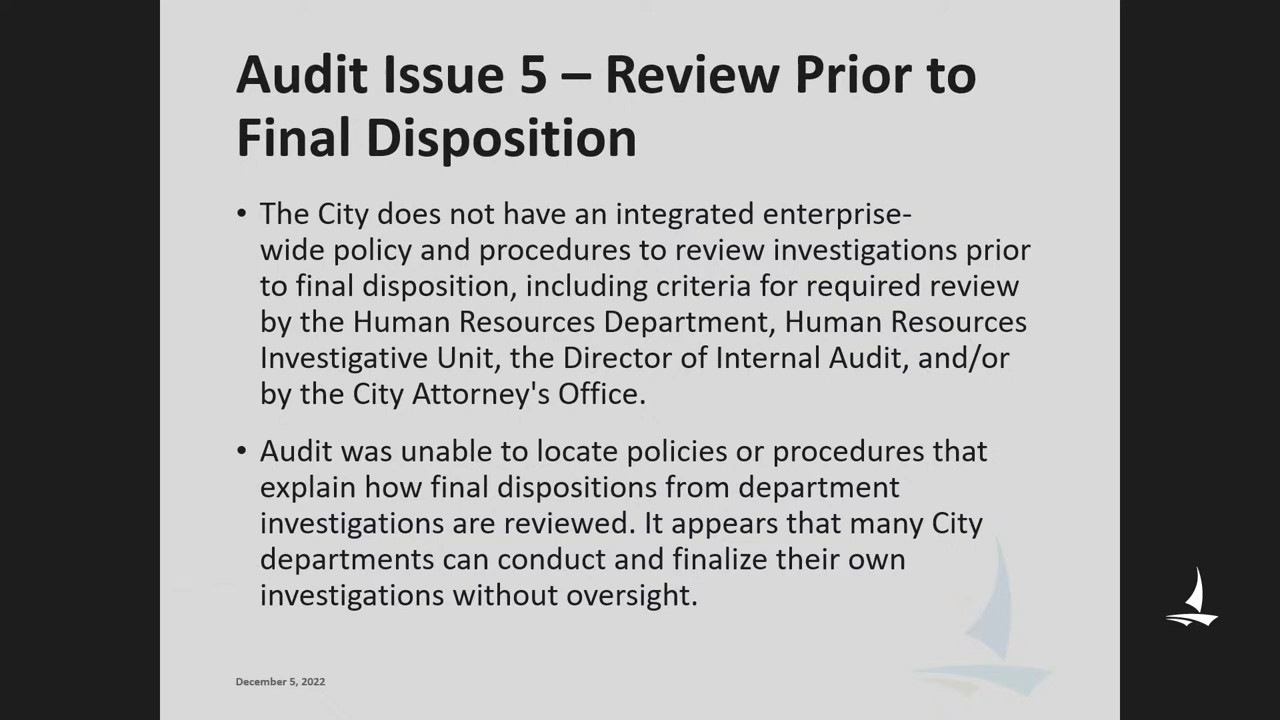 Audit Issue 5 – Review Prior to
Final Disposition
• The City does not have an integrated enterprise-
wide policy and procedures to review investigations prior
to final disposition, including criteria for required review
by the Human Resources Department, Human Resources
Investigative Unit, the Director of Internal Audit, and/or
by the City Attorney's Office.
• Audit was unable to locate policies or procedures that
explain how final dispositions from department
investigations are reviewed. It appears that many City
departments can conduct and finalize their own
investigations without oversight.
December 5, 2022